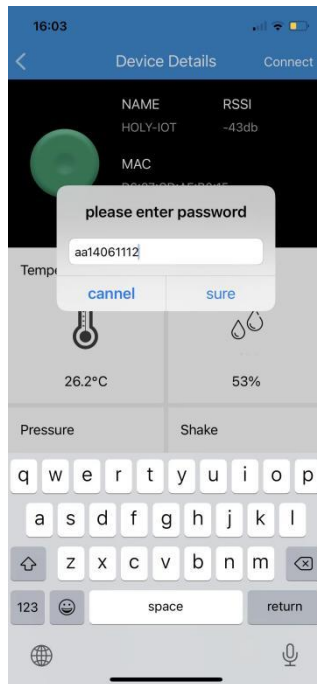 16:03
Device Details
Connect
NAME
RSSI
HOLY-IOT
-43db
MAC
please enter password
aa14061112
Tempe
cannel
sure
26.2°C
53%
Pressure
Shake
q w e r t y u i o p
a s d f g h j k l
z x c v b n m
123
space
return